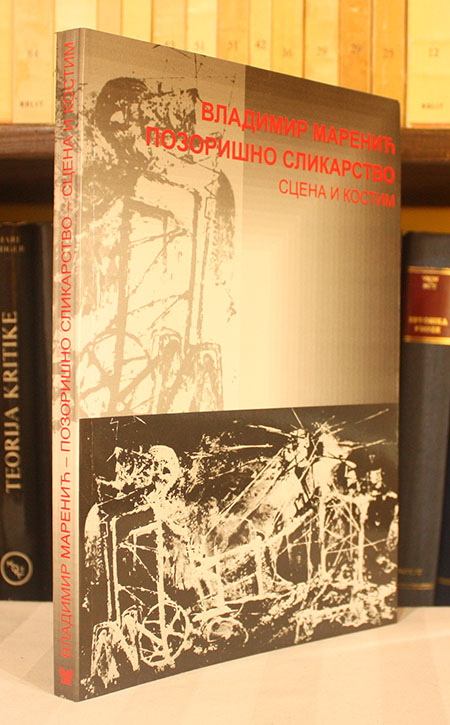 ВЛАДИМИР МАРЕНИЋ
ПОЗОРИШНО СЛИКАРСТВО
СЦЕНА И КОСТИМ
ВЛАДИМИР МАРЕНИЋ – ПОЗОРИШНО СЛИКАРСТВО – СЦЕНА И КОСТИМ
TEORIJA KRITIKE